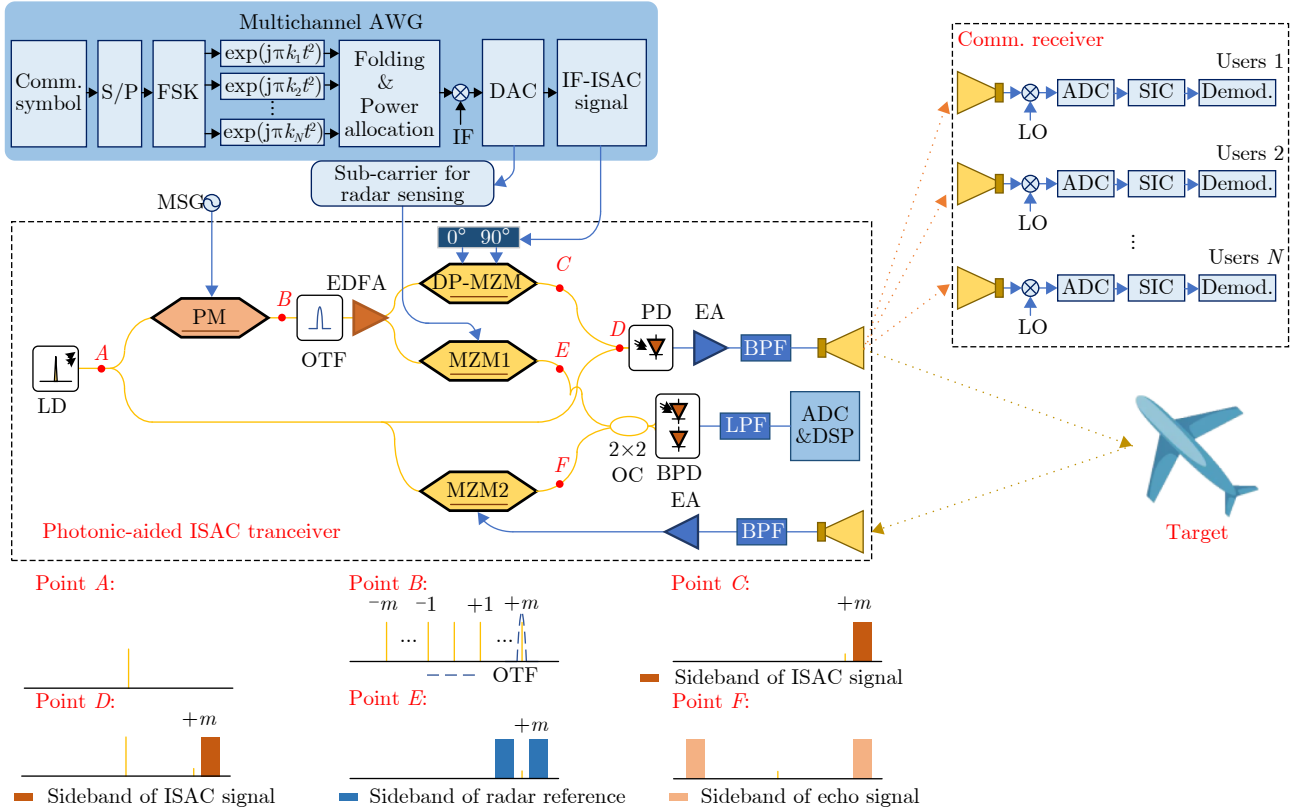 Multichannel AWG
Comm.
symbol
S/P
FSK
exp(jπk₁t²)
exp(jπk₂t²)
⋮
exp(jπk_Nt²)
Folding
&
Power
allocation
IF
DAC
IF-ISAC
signal
Sub-carrier for
radar sensing
MSG
0° 90°
PM
B
OTF
EDFA
DP-MZM
C
MZM1
E
D
PD
EA
BPF
A
LD
2×2
OC
BPD
LPF
ADC
&DSP
MZM2
F
EA
BPF
Photonic-aided ISAC tranceiver
Comm. receiver
Users 1
ADC
SIC
Demod.
LO
Users 2
ADC
SIC
Demod.
LO
⋮
Users N
ADC
SIC
Demod.
LO
Target
Point A:
Point B:
−m
...
−1
+1
...
+m
OTF
Point C:
+m
Sideband of ISAC signal
Point D:
+m
Sideband of ISAC signal
Point E:
+m
Sideband of radar reference
Point F:
Sideband of echo signal